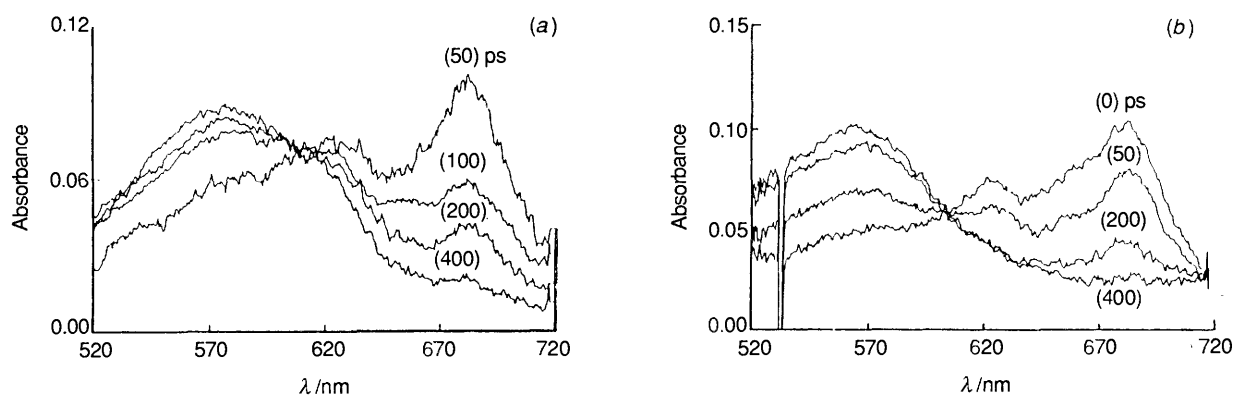 0.12
(a)
(50) ps
(100)
0.06
(200)
(400)
0.00
520 570 620 670 720
λ/nm
Absorbance
0.15
(b)
(0) ps
0.10
(50)
(200)
0.05
(400)
0.00
520 570 620 670 720
λ/nm
Absorbance